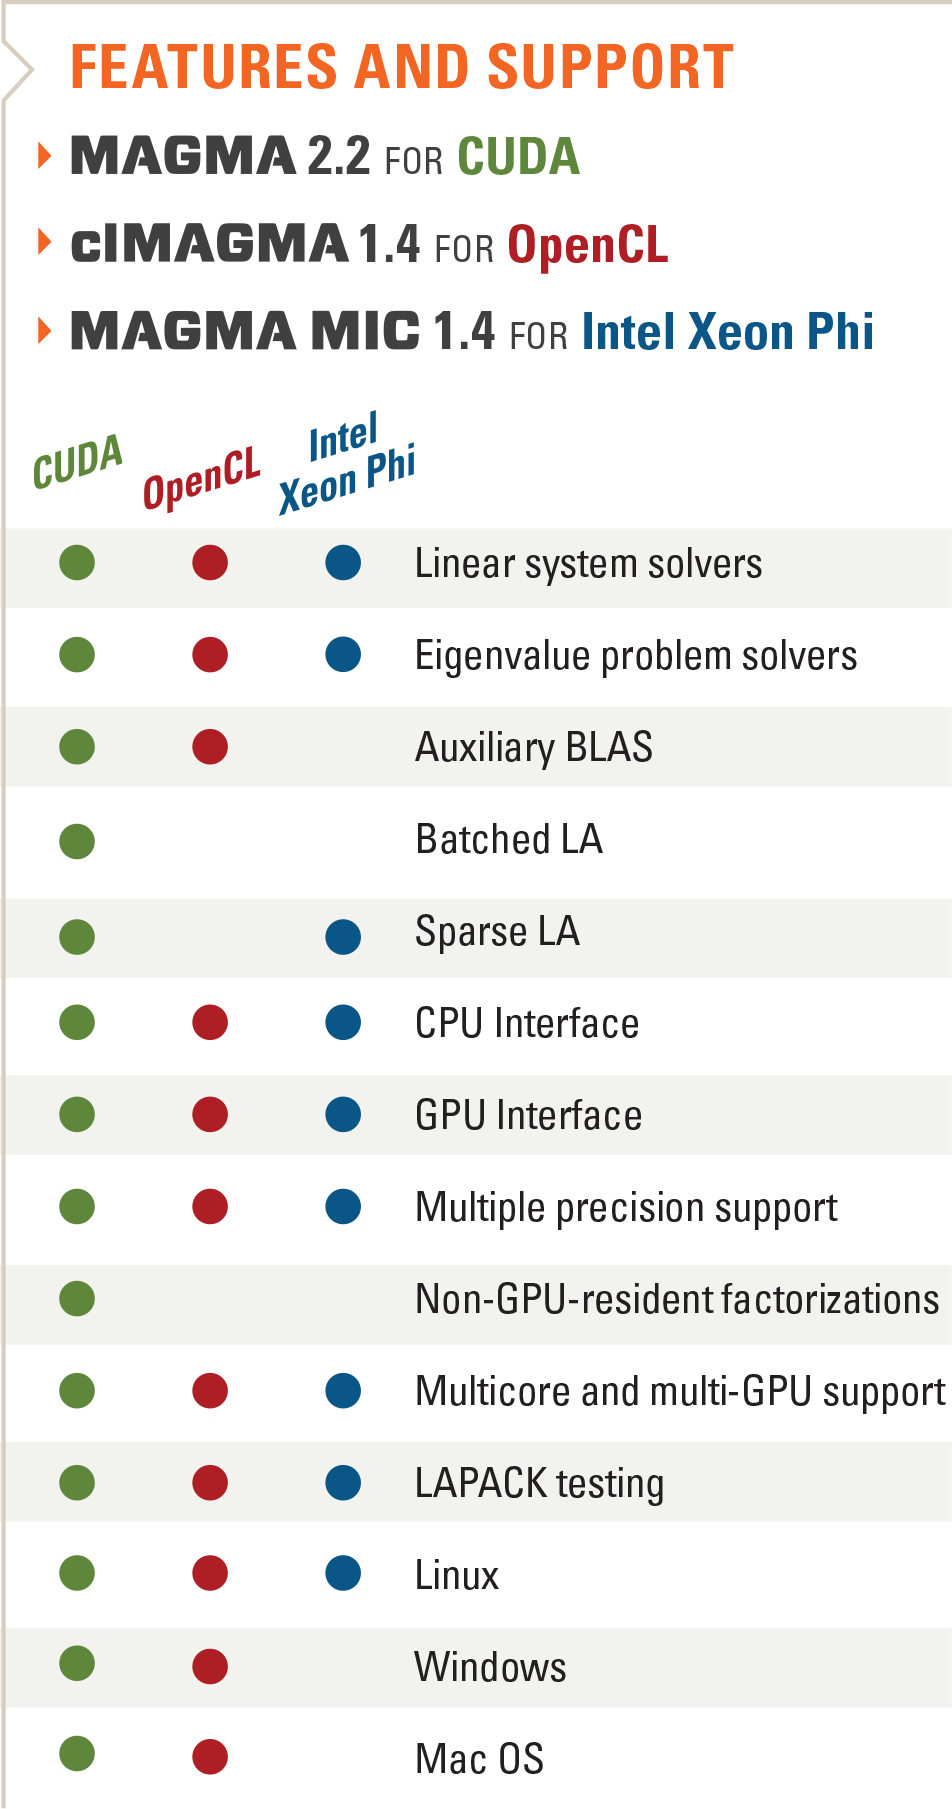 FEATURES AND SUPPORT
MAGMA 2.2 FOR CUDA
clMAGMA 1.4 FOR OpenCL
MAGMA MIC 1.4 FOR Intel Xeon Phi
CUDA
OpenCL
Intel
Xeon Phi
Linear system solvers
Eigenvalue problem solvers
Auxiliary BLAS
Batched LA
Sparse LA
CPU Interface
GPU Interface
Multiple precision support
Non-GPU-resident factorizations
Multicore and multi-GPU support
LAPACK testing
Linux
Windows
Mac OS